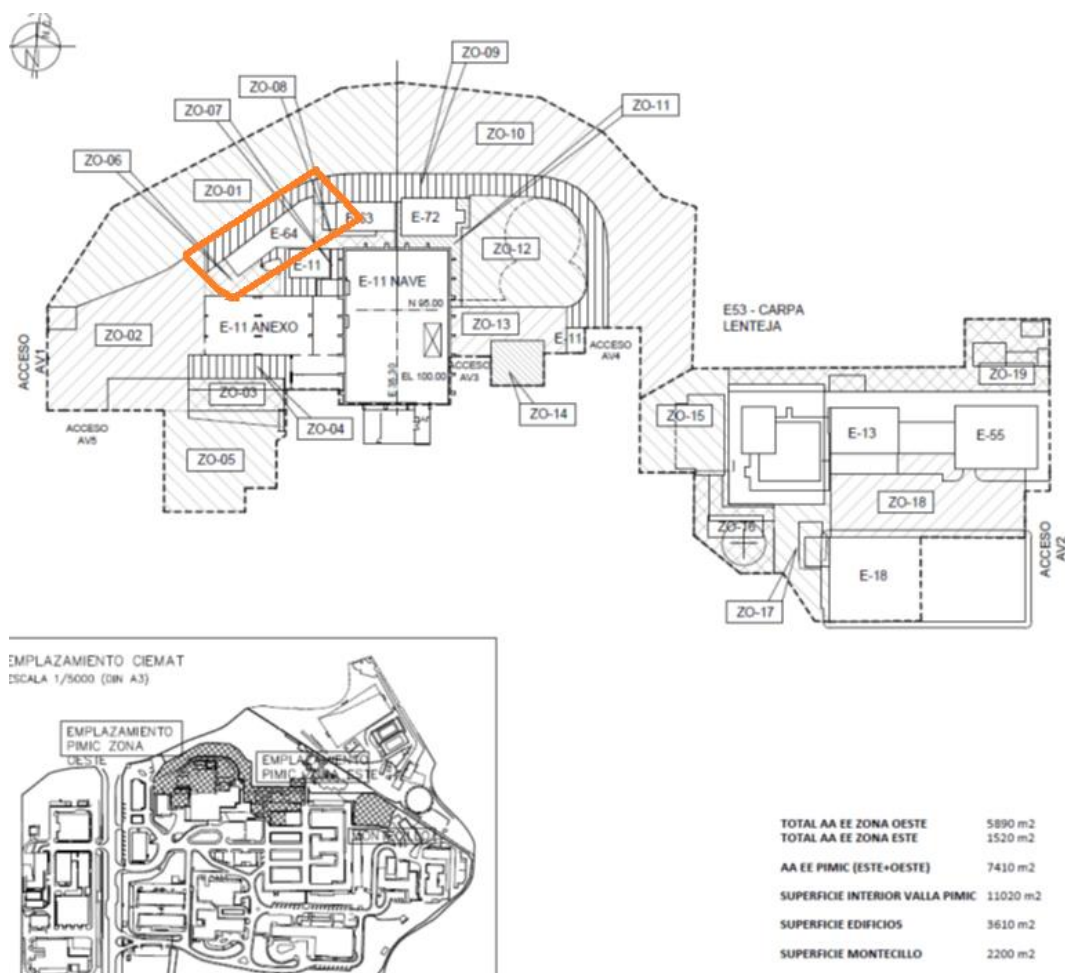 N
ZO-09
ZO-08
ZO-07
ZO-11
ZO-10
ZO-06
ZO-01
E-63
E-72
E-64
ZO-12
E-11
E-11 NAVE
N 95.00
E53 - CARPA
LENTEJA
ZO-02
E-11 ANEXO
ZO-13
E-11
ACCESO
AV1
ACCESO
AV4
ACCESO
AV3
EL 100.00
ZO-19
ZO-03
ZO-14
ZO-15
ACCESO
AV5
ZO-04
E-13
E-55
ZO-05
ZO-18
ZO-16
ACCESO
AV2
E-18
ZO-17
EMPLAZAMIENTO CIEMAT
ESCALA 1/5000 (DIN A3)
EMPLAZAMIENTO
PIMIC ZONA
OESTE
EMPLAZAMIENTO
PIMIC
ESTE
TOTAL AA EE ZONA OESTE 5890 m2
TOTAL AA EE ZONA ESTE 1520 m2
AA EE PIMIC (ESTE+OESTE) 7410 m2
SUPERFICIE INTERIOR VALLA PIMIC 11020 m2
SUPERFICIE EDIFICIOS 3610 m2
SUPERFICIE MONTECILLO 2200 m2